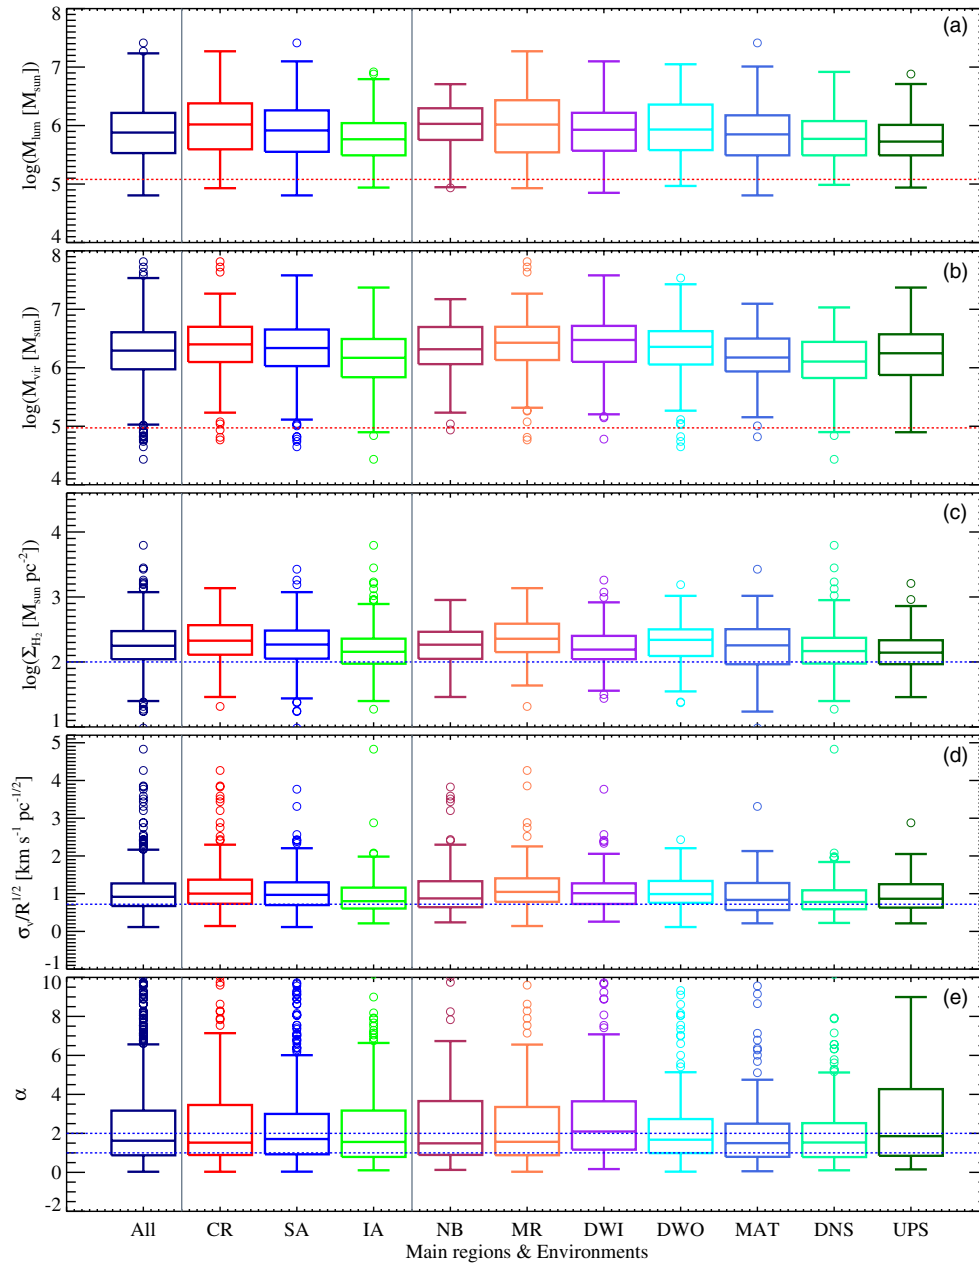 (a)
log(M_lum [M_sun])
8
7
6
5
4
(b)
log(M_vir [M_sun])
8
7
6
5
4
(c)
log(Σ_H₂ [M_sun pc⁻²])
4
3
2
1
(d)
σ_v/R^1/2 [km s⁻¹ pc^-1/2]
5
4
3
2
1
0
-1
(e)
α
10
8
6
4
2
0
-2
All CR SA IA NB MR DWI DWO MAT DNS UPS
Main regions & Environments